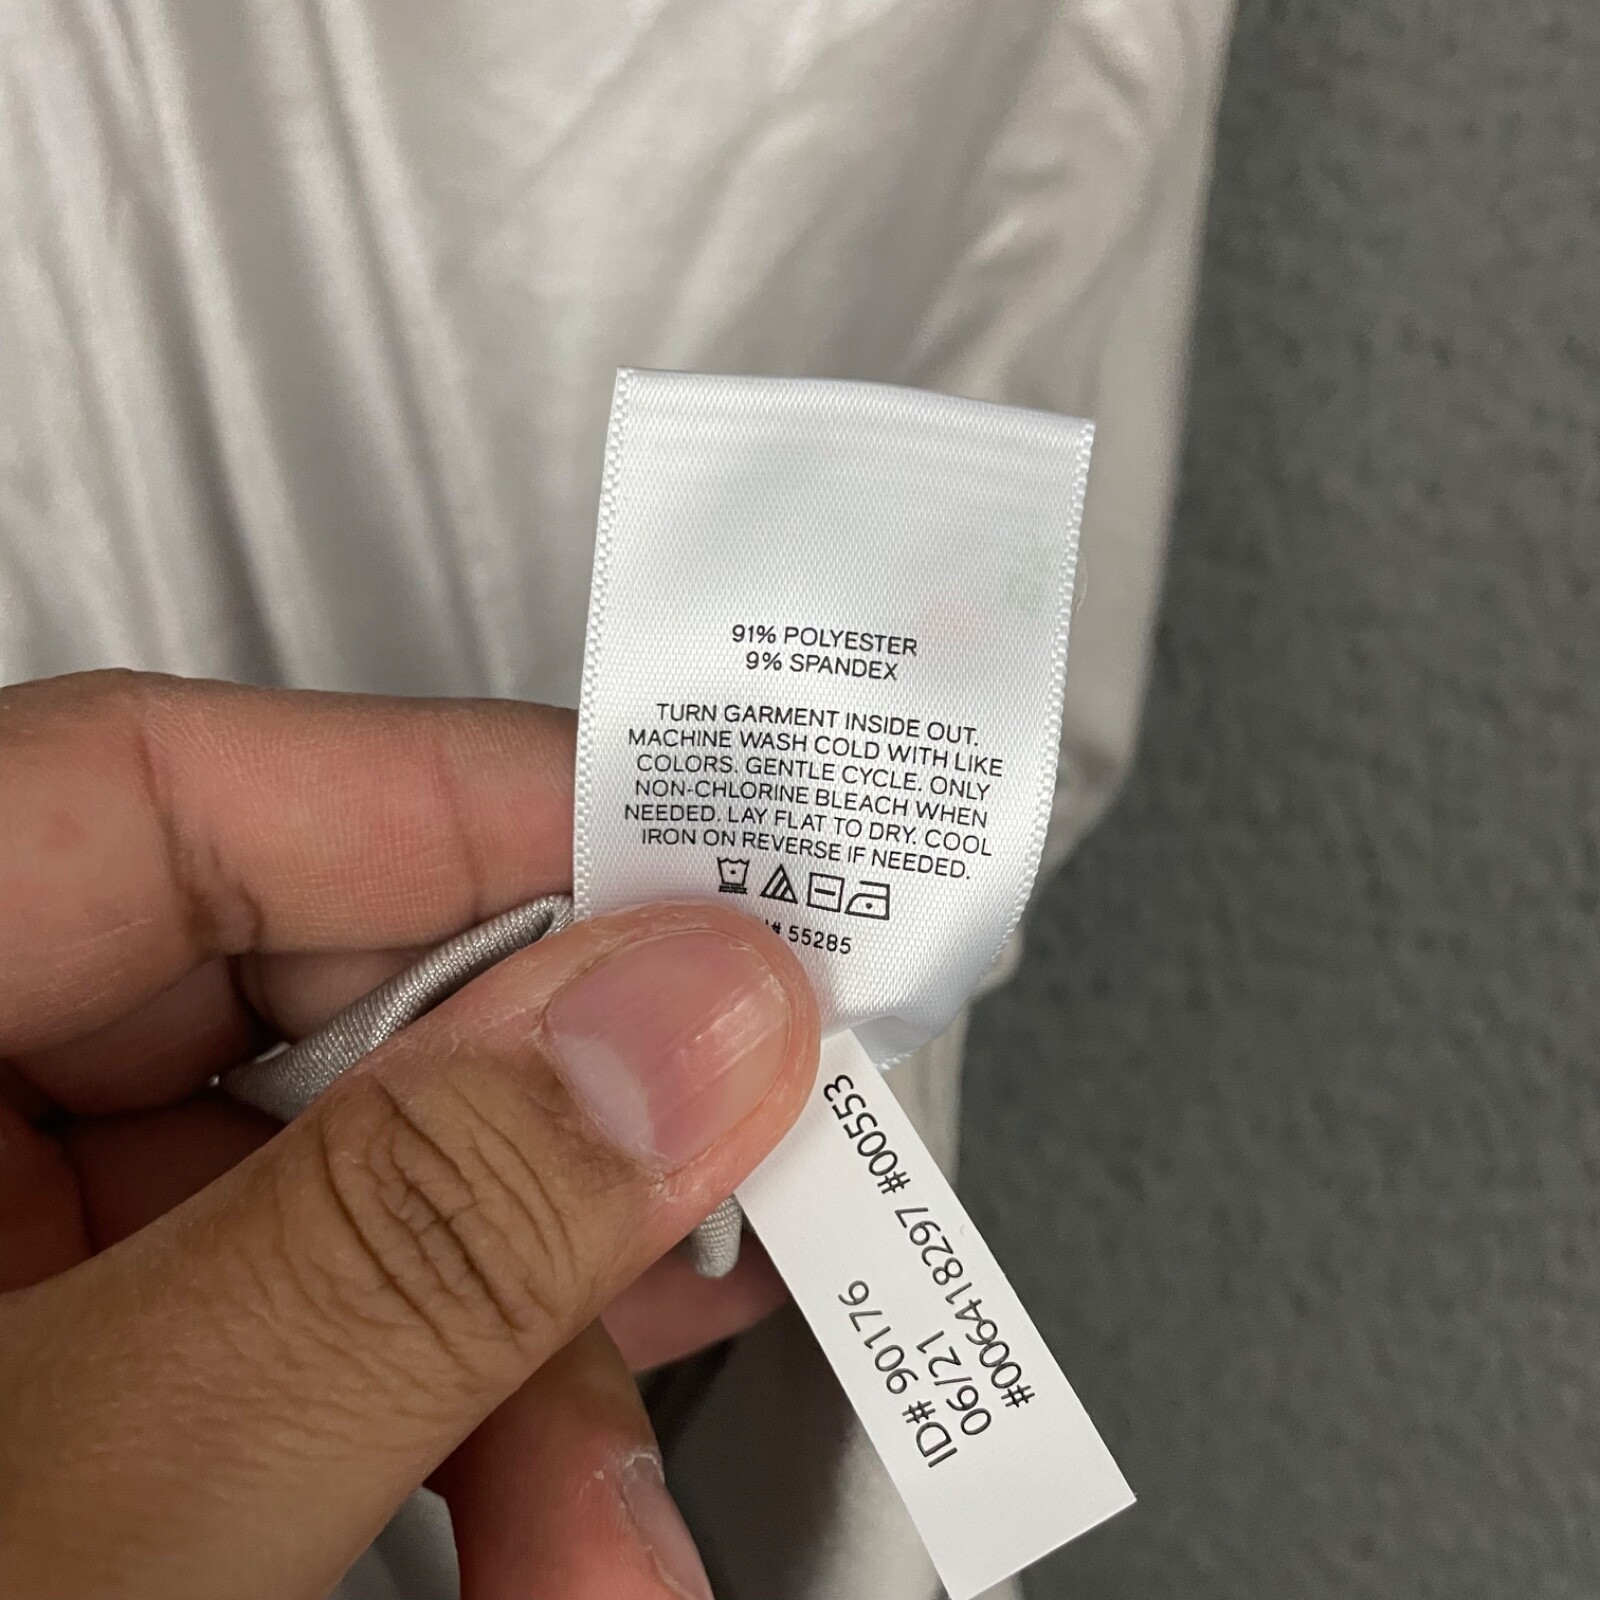 91% POLYESTER
9% SPANDEX
TURN GARMENT INSIDE OUT.
MACHINE WASH COLD WITH LIKE
COLORS. GENTLE CYCLE. ONLY
NON-CHLORINE BLEACH WHEN
NEEDED. LAY FLAT TO DRY. COOL
IRON ON REVERSE IF NEEDED.
# 55285
ID# 90176
06/21
#006418297 #00553